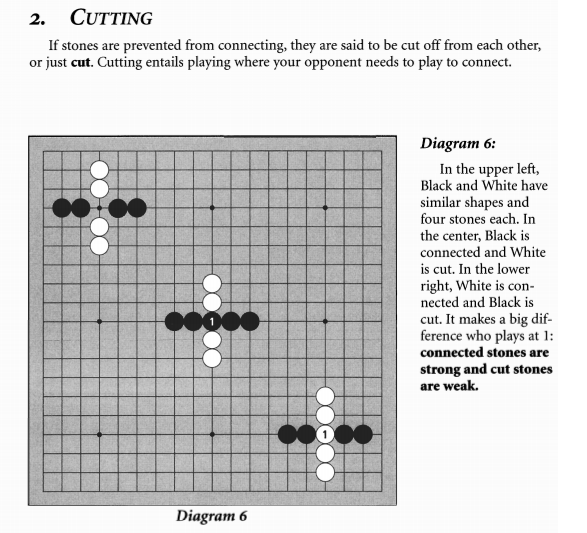 2. CUTTING
If stones are prevented from connecting, they are said to be cut off from each other,
or just cut. Cutting entails playing where your opponent needs to play to connect.
Diagram 6:
In the upper left,
Black and White have
similar shapes and
four stones each. In
the center, Black is
connected and White
is cut. In the lower
right, White is con-
nected and Black is
cut. It makes a big dif-
ference who plays at 1:
connected stones are
strong and cut stones
are weak.
1
1
Diagram 6